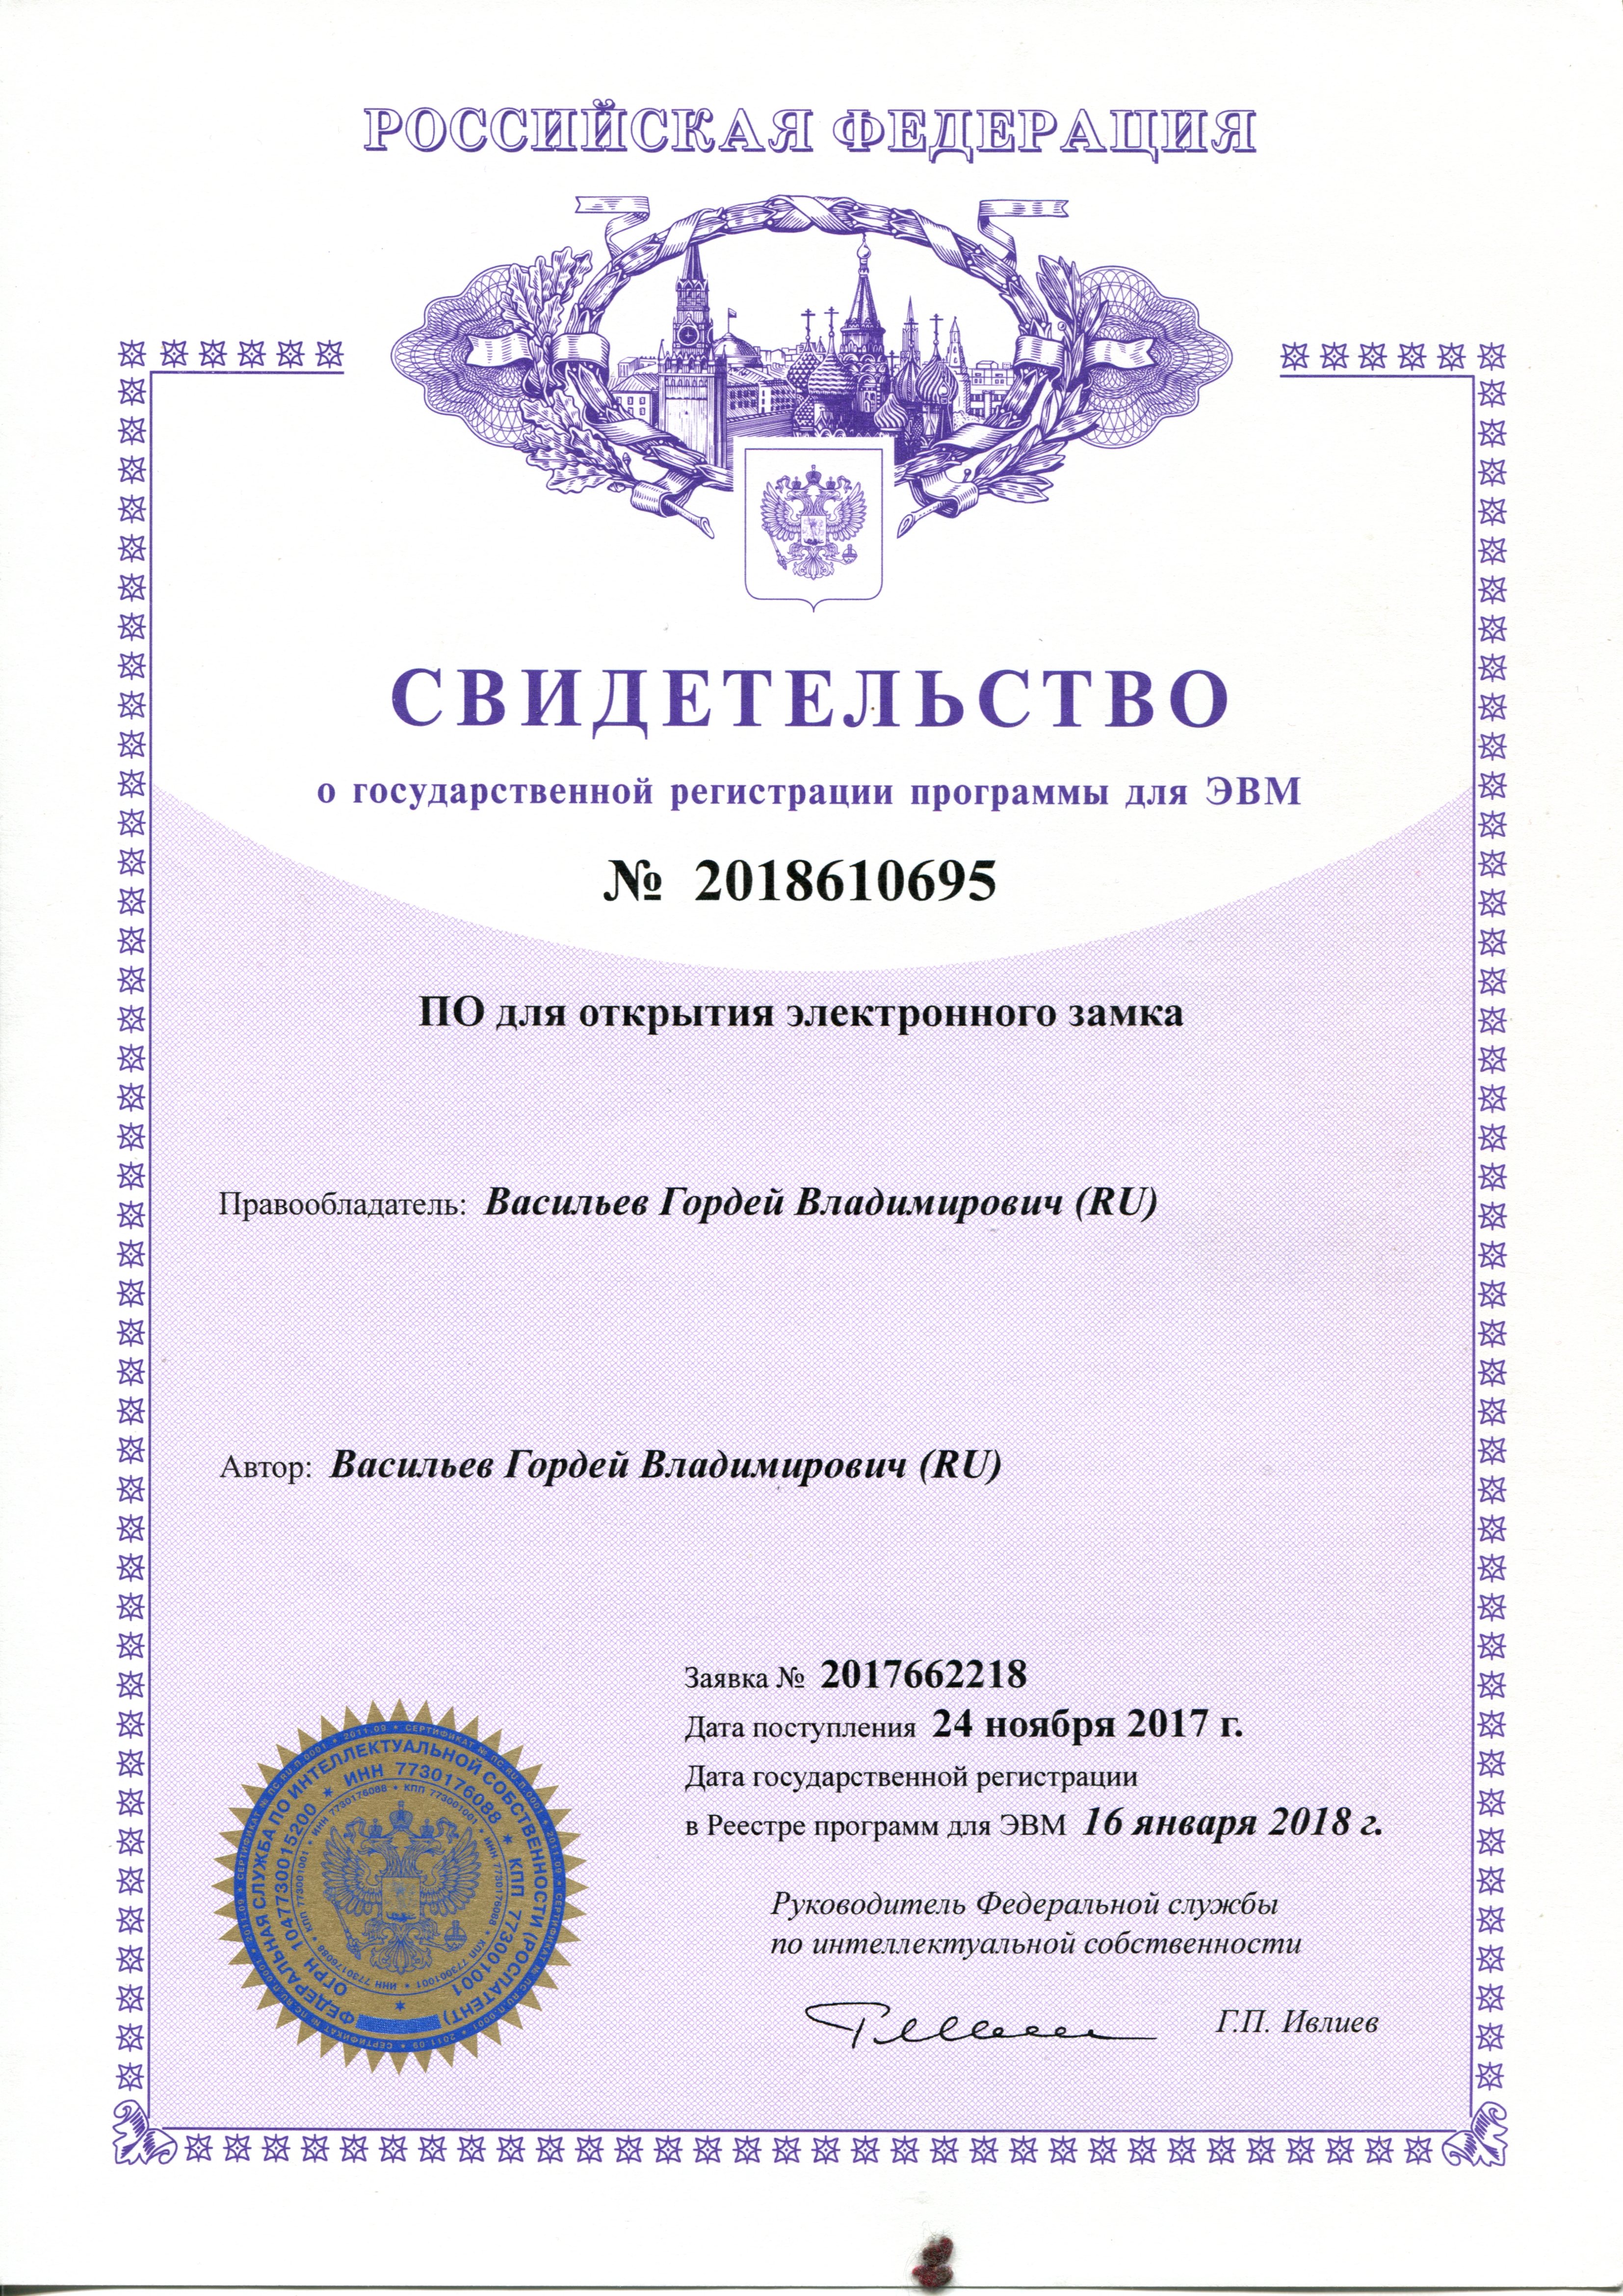 РОССИЙСКАЯ ФЕДЕРАЦИЯ
СВИДЕТЕЛЬСТВО
о государственной регистрации программы для ЭВМ
№ 2018610695
ПО для открытия электронного замка
Правообладатель: Васильев Гордей Владимирович (RU)
Автор: Васильев Гордей Владимирович (RU)
Заявка № 2017662218
Дата поступления 24 ноября 2017 г.
Дата государственной регистрации
в Реестре программ для ЭВМ 16 января 2018 г.
Руководитель Федеральной службы
по интеллектуальной собственности
Г.П. Ивлиев
ФЕДЕРАЛЬНАЯ СЛУЖБА ПО ИНТЕЛЛЕКТУАЛЬНОЙ СОБСТВЕННОСТИ (РОСПАТЕНТ)
ОГРН 1047730015200 * ИНН 7730176088 * КПП 773001001